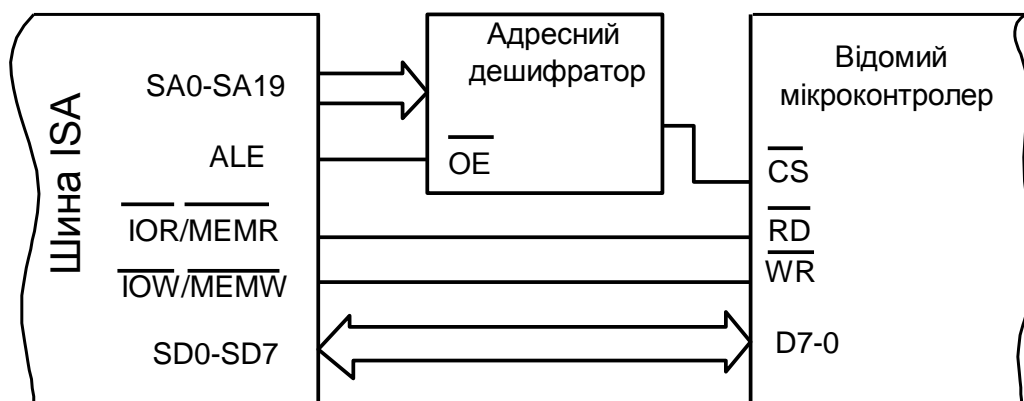 Шина ISA
SA0-SA19
ALE
IOR/MEMR
IOW/MEMW
SD0-SD7
Адресний
дешифратор
OE
Відомий
мікроконтролер
CS
RD
WR
D7-0